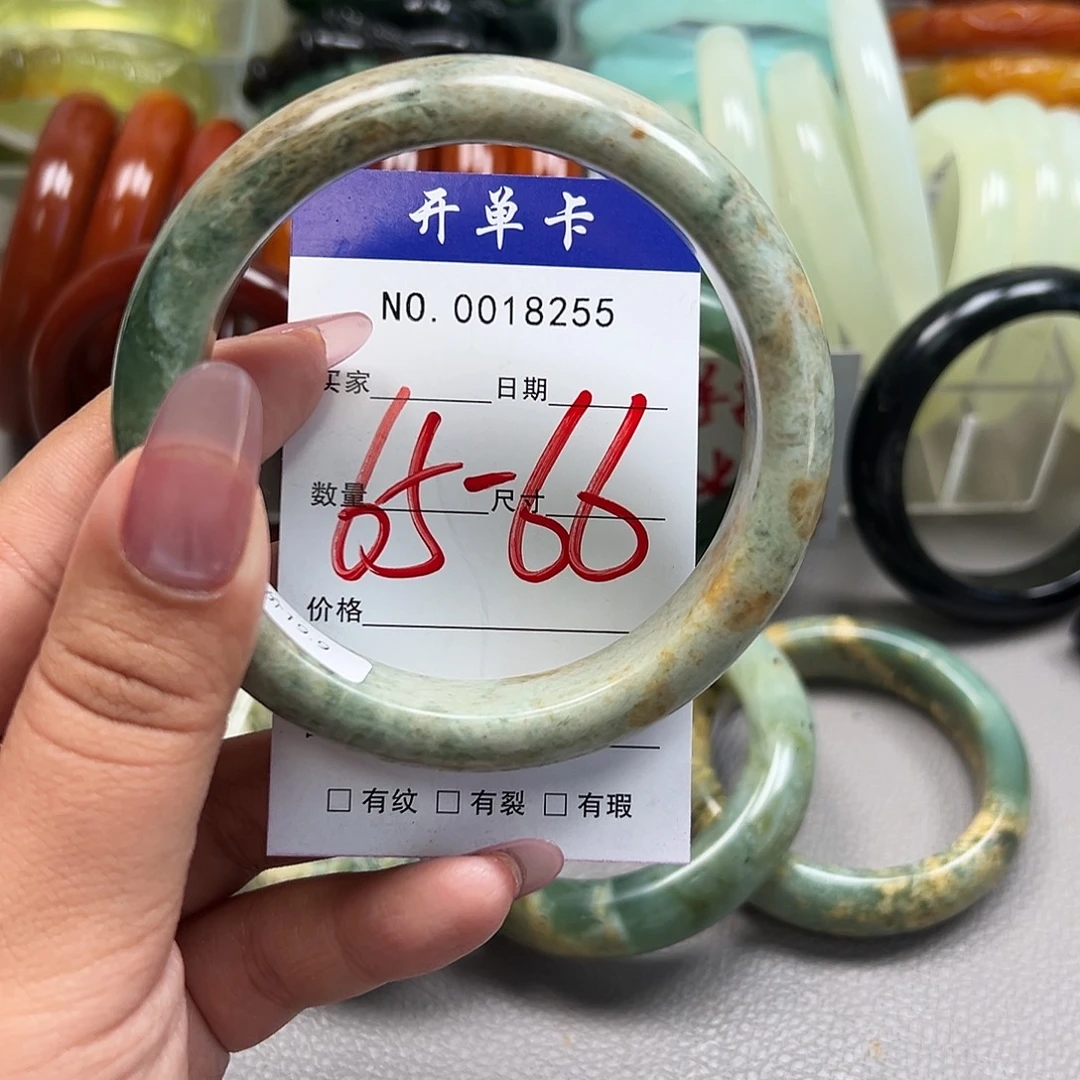 开单卡
NO. 0018255
买家 日期
65-66
数量 尺寸
价格
□ 有纹 □ 有裂 □ 有瑕